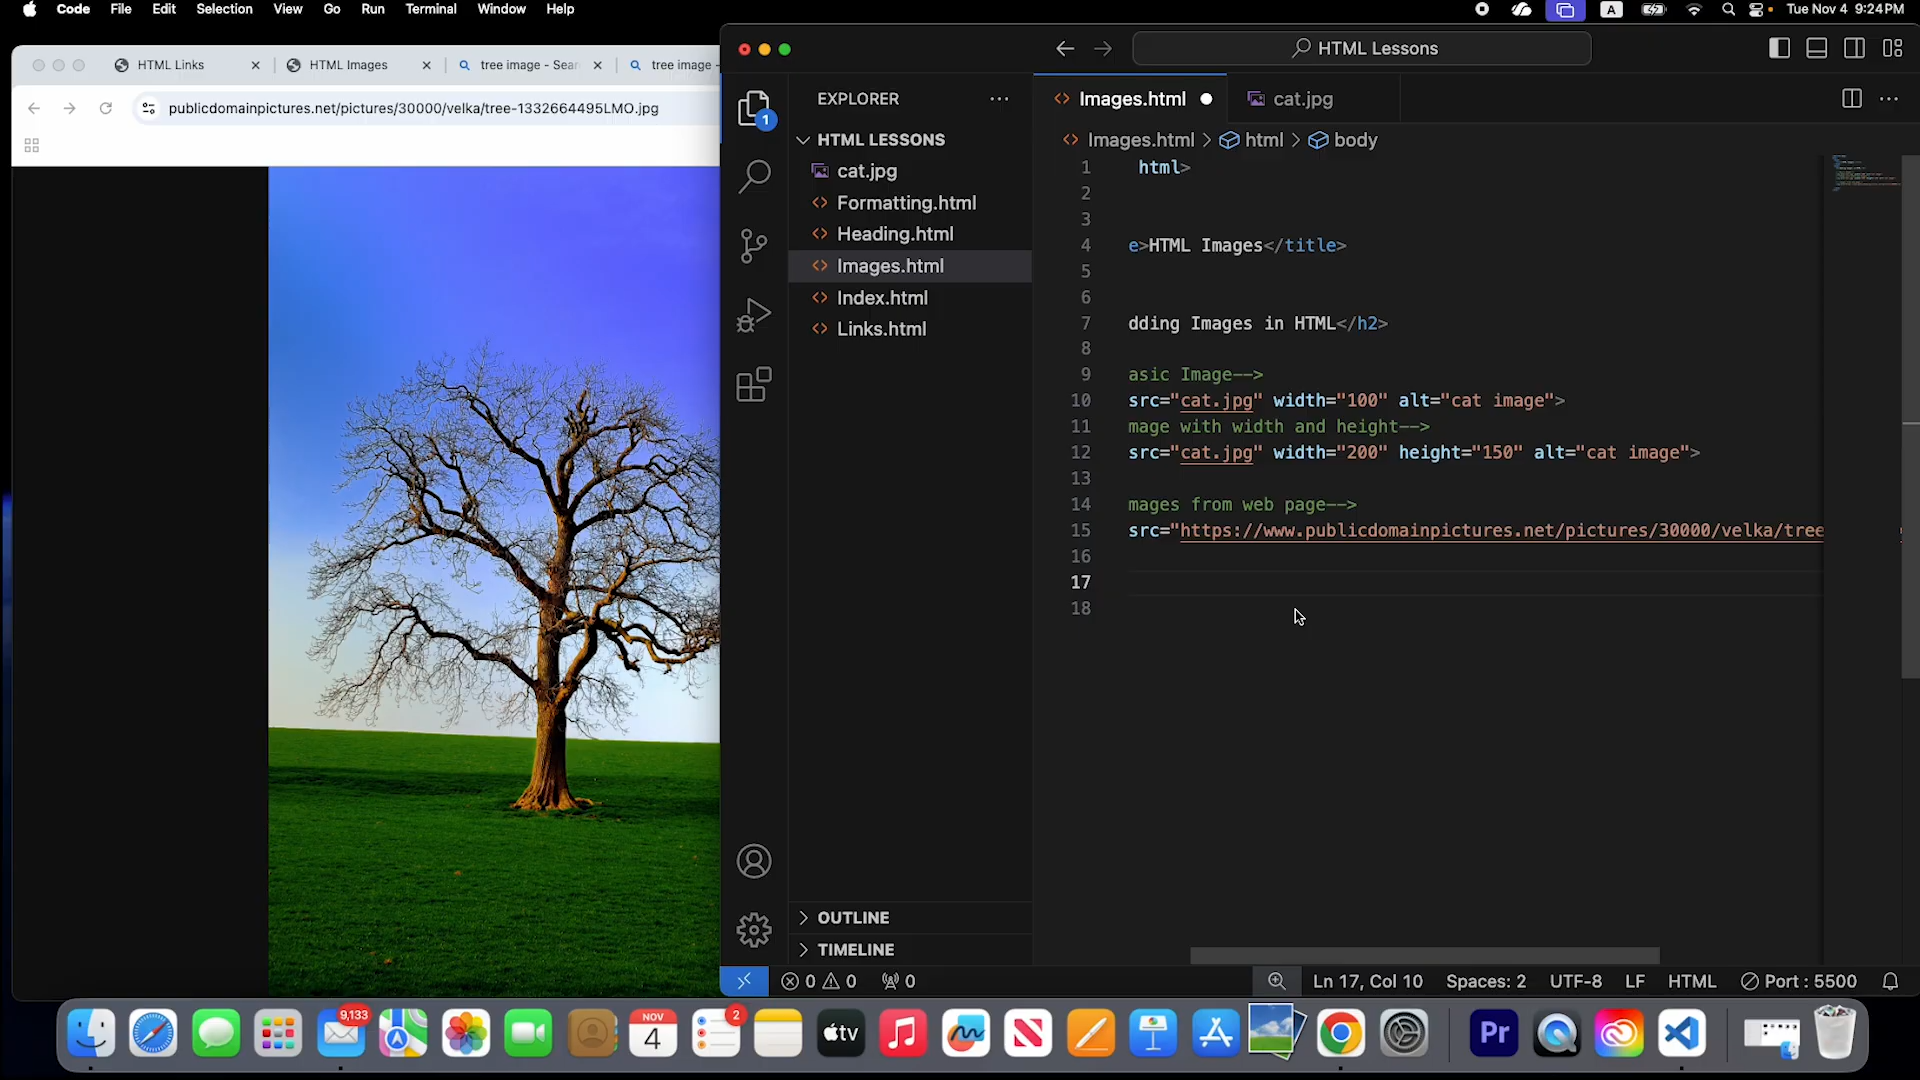 Code File Edit Selection View Go Run Terminal Window Help
A
Tue Nov 4 9:24PM
HTML Links
HTML Images
tree image - Sear
tree image -
publicdomainpictures.net/pictures/30000/velka/tree-1332664495LMO.jpg
HTML Lessons
1
EXPLORER
HTML LESSONS
cat.jpg
Formatting.html
Heading.html
Images.html
Index.html
Links.html
OUTLINE
TIMELINE
Images.html
cat.jpg
Images.html > html > body
1 html>
2
3
4 e>HTML Images</title>
5
6
7 dding Images in HTML</h2>
8
9 asic Image-->
10 src="cat.jpg" width="100" alt="cat image">
11 mage with width and height-->
12 src="cat.jpg" width="200" height="150" alt="cat image">
13
14 mages from web page-->
15 src="https://www.publicdomainpictures.net/pictures/30000/velka/tree
16
17
18
0 0 0
Ln 17, Col 10 Spaces: 2 UTF-8 LF HTML Port : 5500
9,133
NOV
4
2
tv
Pr